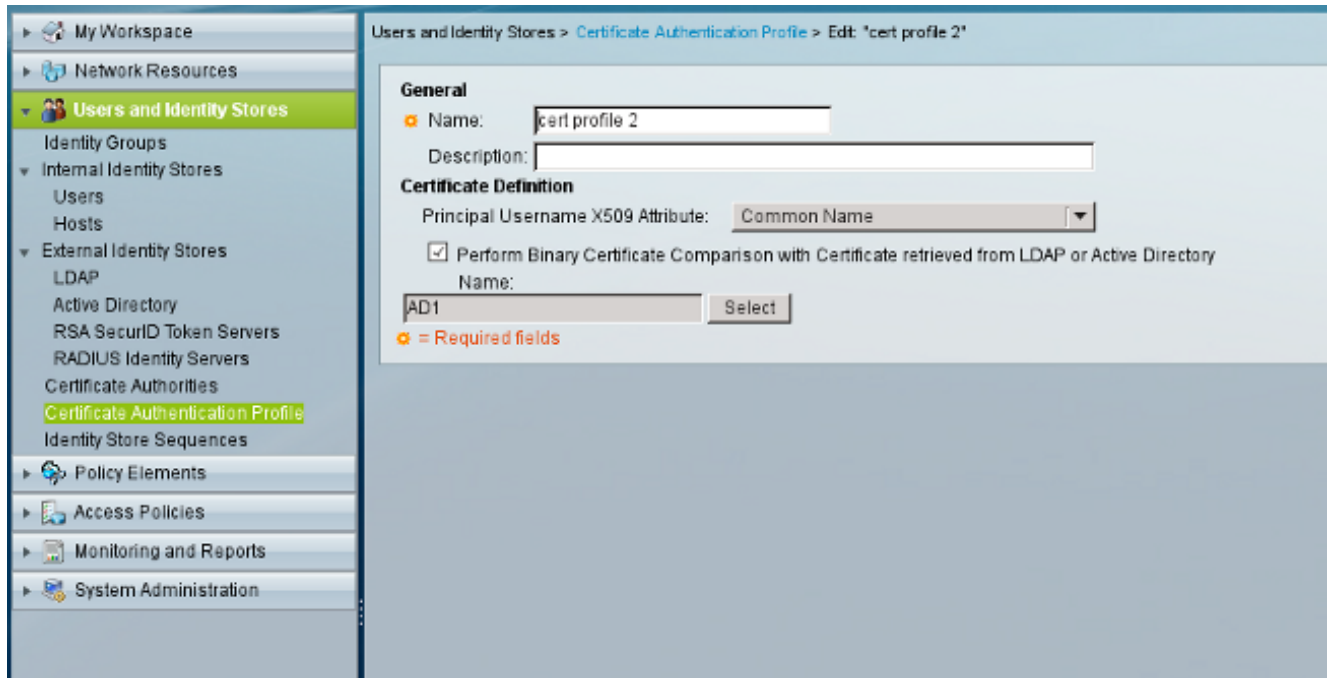 My Workspace
Network Resources
Users and Identity Stores
Identity Groups
Internal Identity Stores
Users
Hosts
External Identity Stores
LDAP
Active Directory
RSA SecurID Token Servers
RADIUS Identity Servers
Certificate Authorities
Certificate Authentication Profile
Identity Store Sequences
Policy Elements
Access Policies
Monitoring and Reports
System Administration
Users and Identity Stores > Certificate Authentication Profile > Edit: "cert profile 2"
General
Name: cert profile 2
Description:
Certificate Definition
Principal Username X509 Attribute: Common Name
Perform Binary Certificate Comparison with Certificate retrieved from LDAP or Active Directory
Name:
AD1 Select
= Required fields